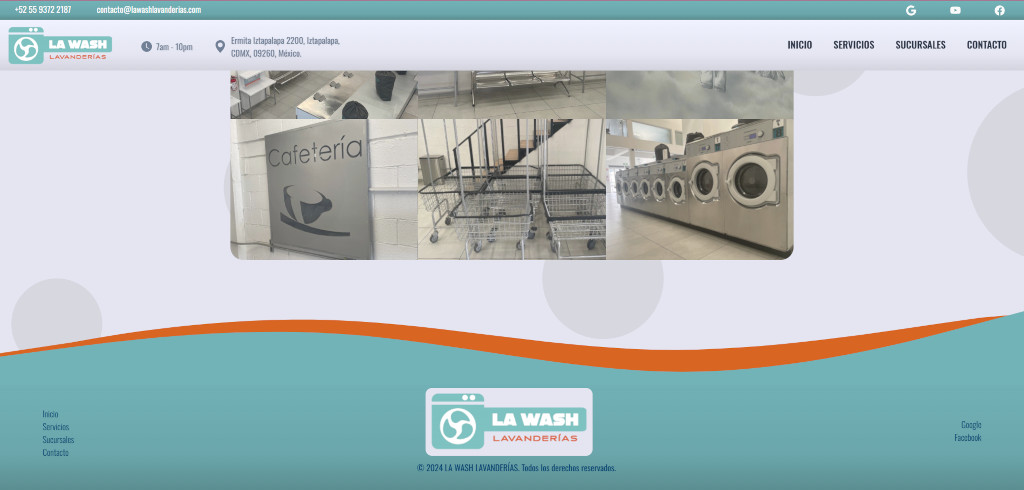 +52 55 9372 2187 contacto@lawashlavanderias.com
LA WASH
LAVANDERÍAS
7am - 10pm
Ermita Iztapalapa 2200, Iztapalapa,
CDMX, 09260, México.
INICIO SERVICIOS SUCURSALES CONTACTO
Cafetería
Inicio
Servicios
Sucursales
Contacto
LA WASH
LAVANDERÍAS
© 2024 LA WASH LAVANDERÍAS. Todos los derechos reservados.
Google
Facebook